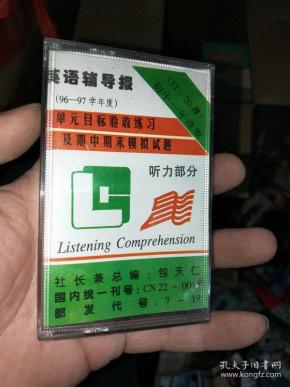 英语辅导报
(96—97学年度)
单元目标验收练习
及期中期末模拟试题
听力部分
Listening Comprehension
社长兼总编:包天仁
国内统一刊号:CN 22—00
邮发代号:7—19
孔夫子旧书网